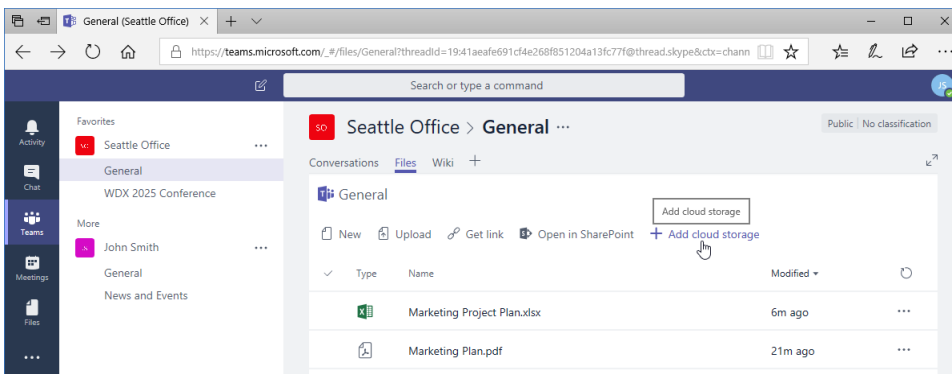 General (Seattle Office)
https://teams.microsoft.com/_#/files/General?threadId=19:41aeafe691cf4e268f851204a13fc77f@thread.skype&ctx=chann
Search or type a command
JS
Activity
Chat
Teams
Meetings
Files
Favorites
SO Seattle Office
General
WDX 2025 Conference
More
John Smith
General
News and Events
SO Seattle Office > General ...
Public No classification
Conversations Files Wiki +
General
Add cloud storage
New Upload Get link Open in SharePoint + Add cloud storage
Type Name Modified
Marketing Project Plan.xlsx 6m ago ...
Marketing Plan.pdf 21m ago ...